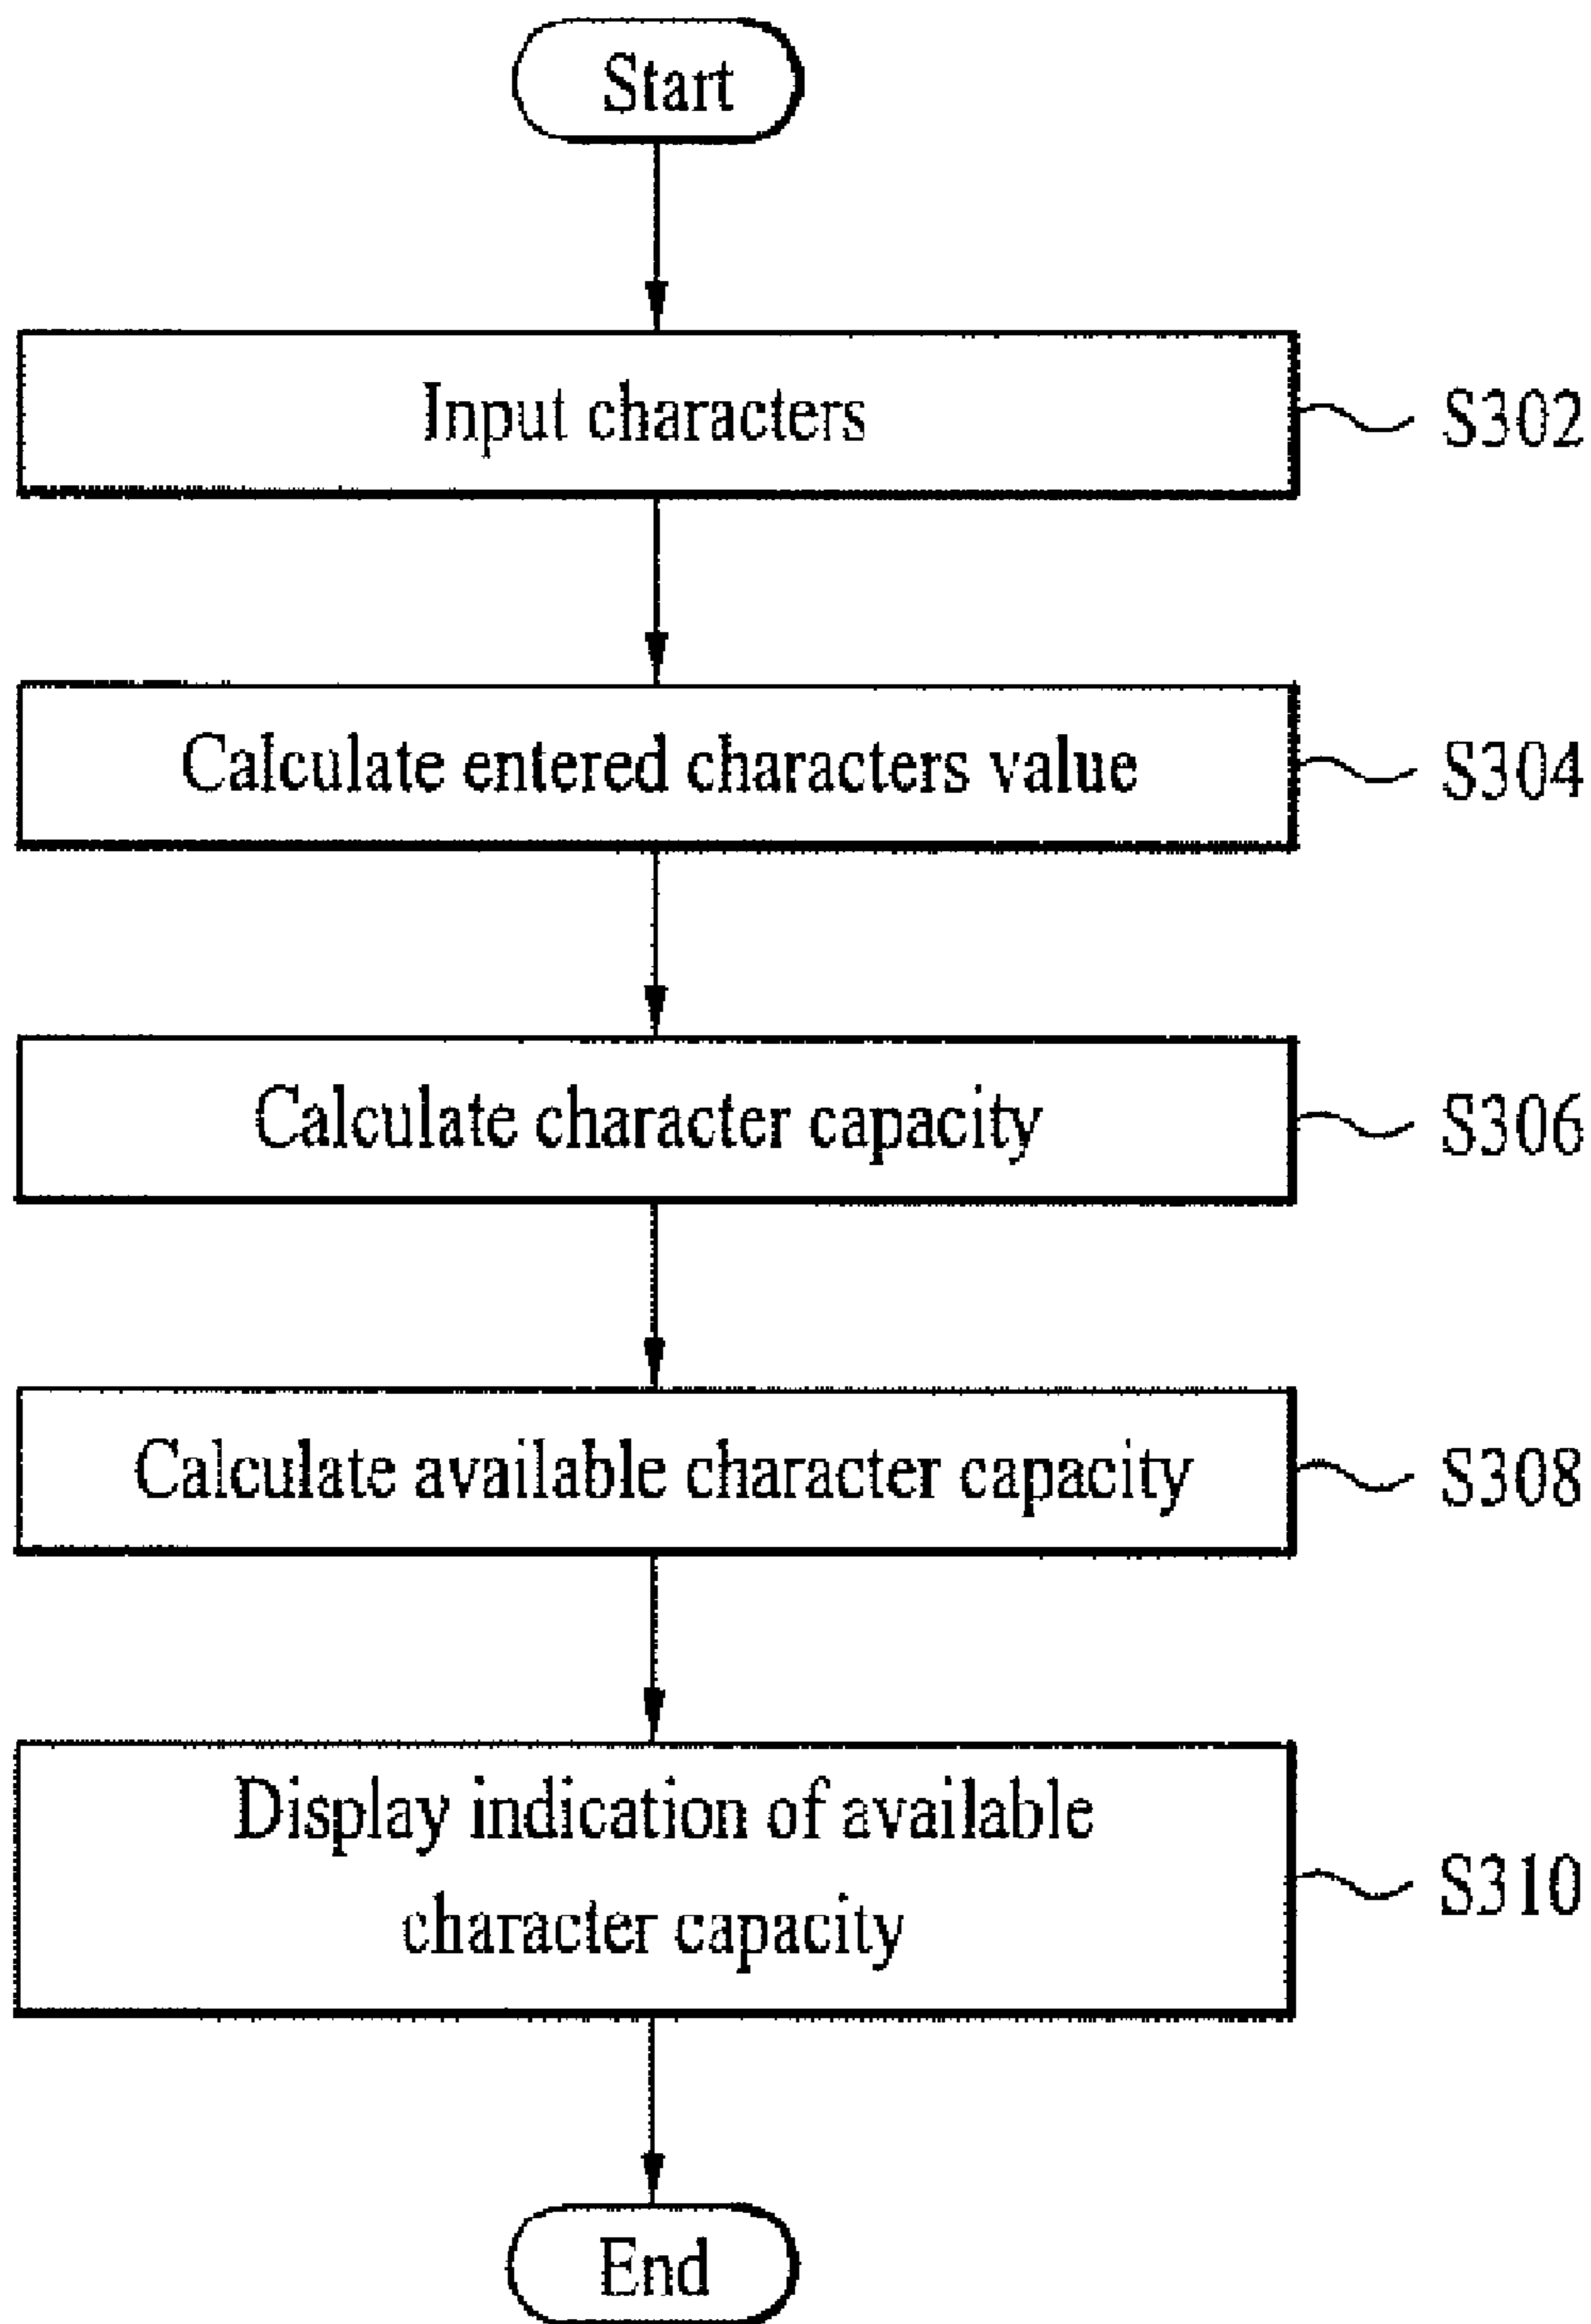 Start
Input characters
S302
Calculate entered characters value
S304
Calculate character capacity
S306
Calculate available character capacity
S308
Display indication of available
character capacity
S310
End